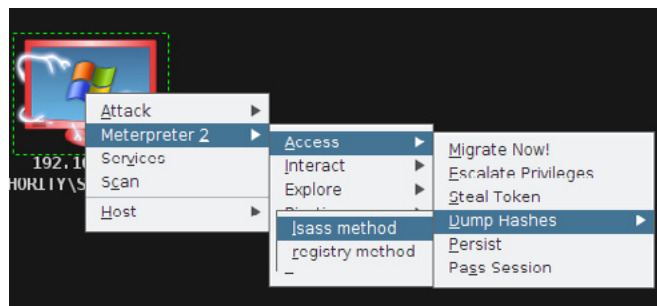 Attack
Meterpreter 2
Services
Scan
Host
Access
Interact
Explore
lsass method
registry method
Migrate Now!
Escalate Privileges
Steal Token
Dump Hashes
Persist
Pass Session
192.1
HORITY\S